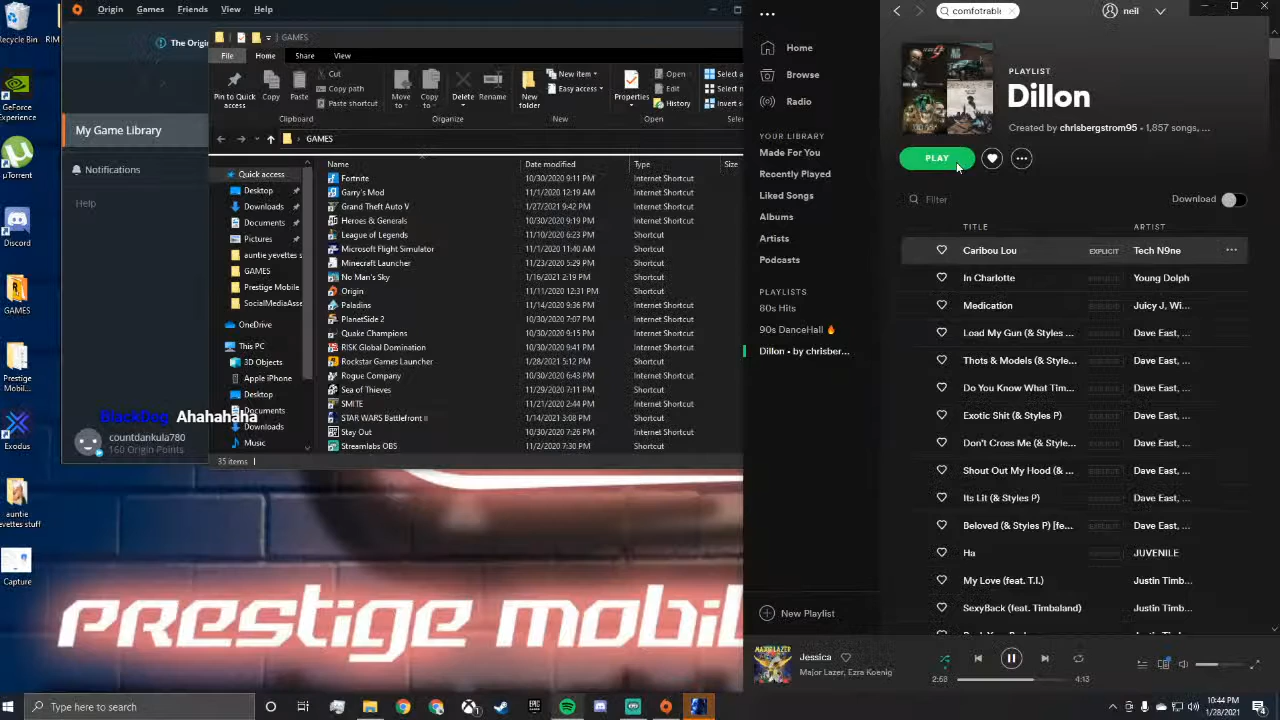 Recycle Bin
RIM
GeForce
Experience
µTorrent
Discord
GAMES
Prestige
Mobil...
Exodus
auntie
yevettes stuff
Capture
Origin Games Friends View Help
The Origin
My Game Library
Notifications
Help
BlackDog Ahahahaha
countdankula780
160 Origin Points
GAMES
File Home Share View
Pin to Quick access
Copy
Paste
Cut
Copy path
Paste shortcut
Move to
Copy to
Delete
Rename
New folder
New item
Easy access
Properties
Open
Edit
History
Select a
Select
Clipboard
Organize
New
Open
GAMES
Name Date modified Type Size
Quick access
Desktop
Downloads
Documents
Pictures
auntie yevettes s
GAMES
Prestige Mobile
SocialMediaAsse
OneDrive
This PC
3D Objects
Apple iPhone
Desktop
Documents
Downloads
Music
Fortnite 10/30/2020 9:11 PM Internet Shortcut
Garry's Mod 11/1/2020 12:19 AM Internet Shortcut
Grand Theft Auto V 1/27/2021 9:42 PM Internet Shortcut
Heroes & Generals 10/30/2020 9:19 PM Internet Shortcut
League of Legends 11/10/2020 6:23 PM Shortcut
Microsoft Flight Simulator 11/1/2020 11:40 AM Internet Shortcut
Minecraft Launcher 11/23/2020 5:29 PM Shortcut
No Man's Sky 1/16/2021 2:19 PM Internet Shortcut
Origin 11/11/2020 12:31 PM Shortcut
Paladins 11/14/2020 9:36 PM Internet Shortcut
PlanetSide 2 10/30/2020 7:07 PM Internet Shortcut
Quake Champions 10/30/2020 9:15 PM Internet Shortcut
RISK Global Domination 10/30/2020 9:41 PM Internet Shortcut
Rockstar Games Launcher 1/28/2021 5:12 PM Shortcut
Rogue Company 10/30/2020 6:43 PM Internet Shortcut
Sea of Thieves 11/29/2020 7:11 PM Shortcut
SMITE 11/21/2020 2:44 PM Internet Shortcut
STAR WARS Battlefront II 1/14/2021 3:08 PM Shortcut
Stay Out 10/30/2020 9:12 PM Internet Shortcut
Streamlabs OBS 11/2/2020 7:30 PM Shortcut
35 items
prestige mobil
Type here to search
comfotrable
neil
Home
Browse
Radio
YOUR LIBRARY
Made For You
Recently Played
Liked Songs
Albums
Artists
Podcasts
PLAYLISTS
80s Hits
90s DanceHall 🔥
Dillon • by chrisber...
New Playlist
PLAYLIST
Dillon
Created by chrisbergstrom95 • 1,857 songs, ...
PLAY
Filter
Download
TITLE ARTIST
Caribou Lou EXPLICIT Tech N9ne
In Charlotte EXPLICIT Young Dolph
Medication EXPLICIT Juicy J, Wi...
Load My Gun (& Styles ... EXPLICIT Dave East, ...
Thots & Models (& Style... EXPLICIT Dave East, ...
Do You Know What Tim... EXPLICIT Dave East, ...
Exotic Shit (& Styles P) EXPLICIT Dave East, ...
Don't Cross Me (& Style... EXPLICIT Dave East, ...
Shout Out My Hood (& ... EXPLICIT Dave East, ...
Its Lit (& Styles P) EXPLICIT Dave East, ...
Beloved (& Styles P) [fe... EXPLICIT Dave East, ...
Ha EXPLICIT JUVENILE
My Love (feat. T.I.) Justin Timb...
SexyBack (feat. Timbaland) Justin Timb...
Jessica
Major Lazer, Ezra Koenig
2:58
4:13
10:44 PM
1/28/2021